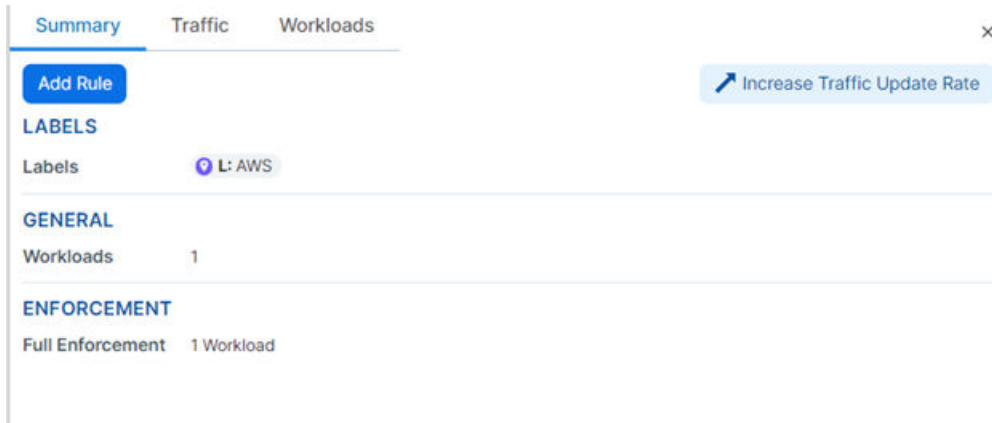 Summary Traffic Workloads ×
Add Rule Increase Traffic Update Rate
LABELS
Labels L: AWS
GENERAL
Workloads 1
ENFORCEMENT
Full Enforcement 1 Workload